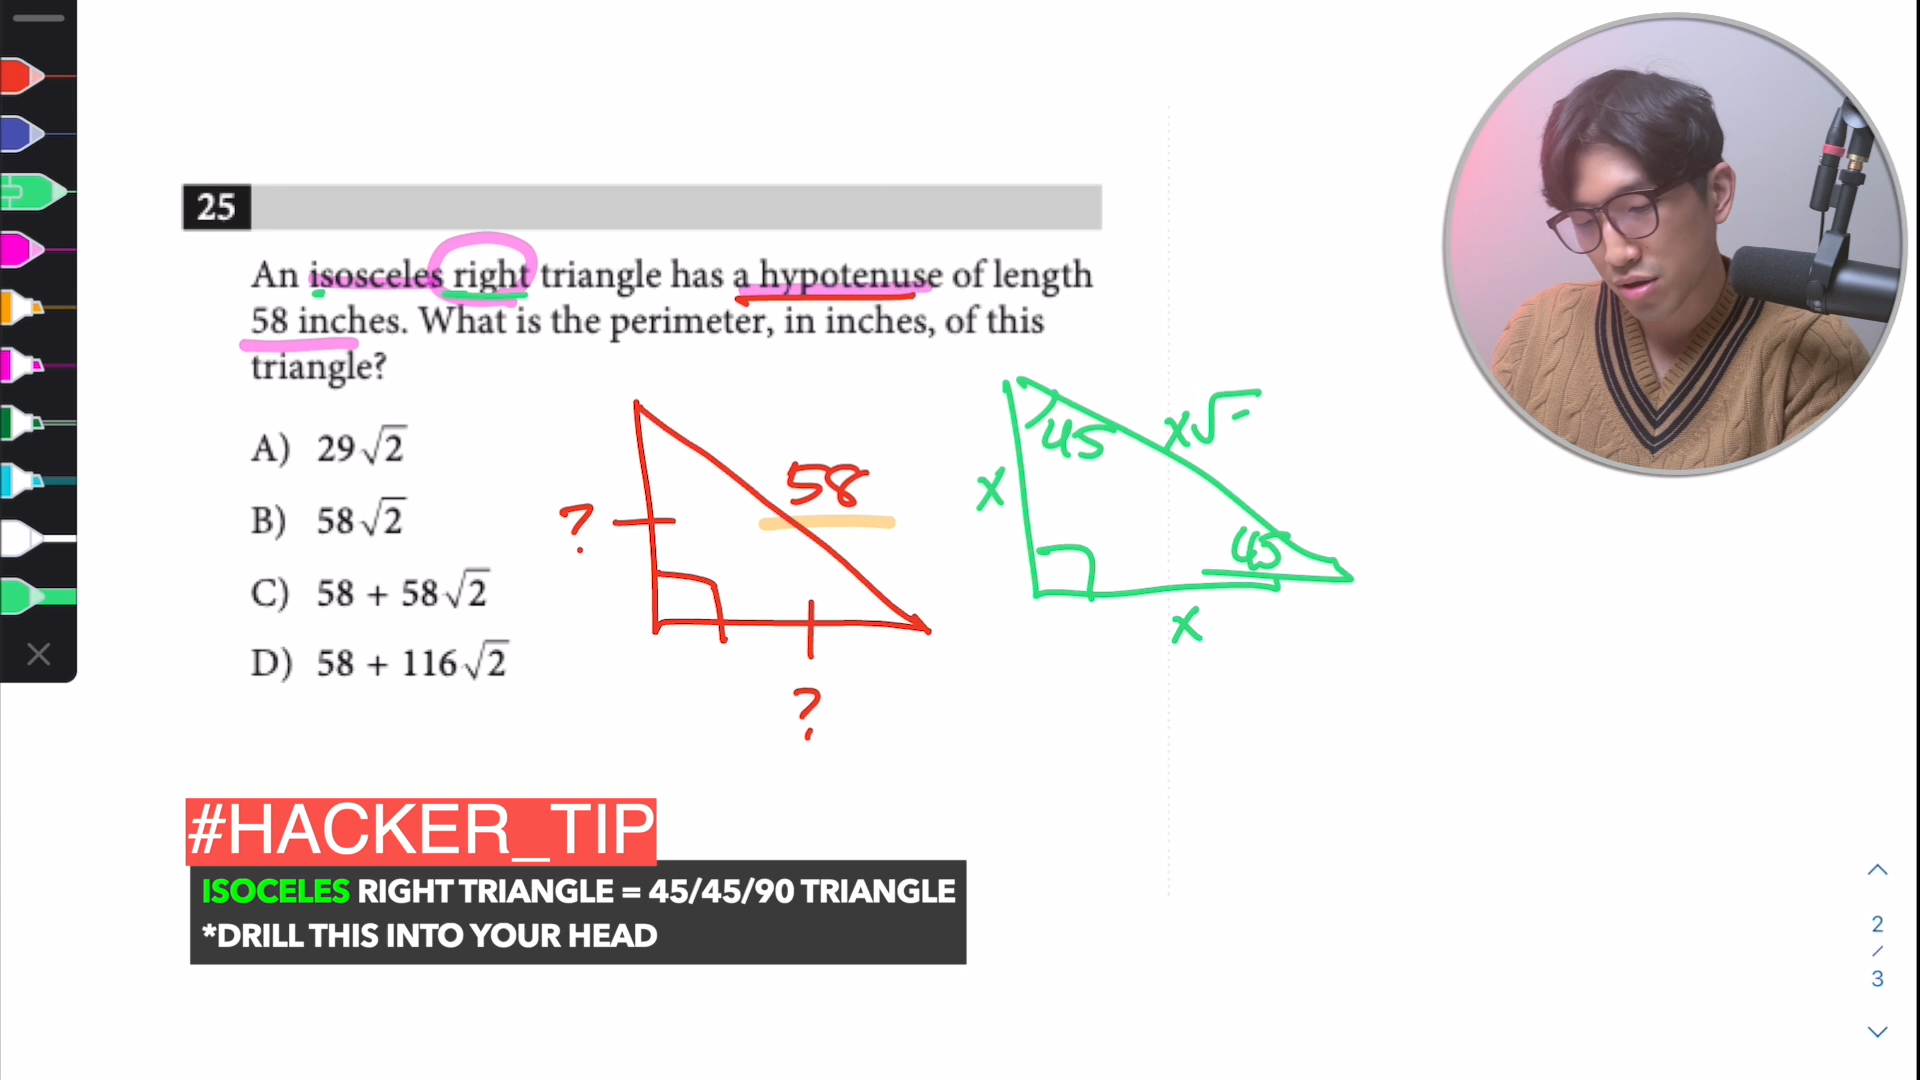 25
An isosceles right triangle has a hypotenuse of length
58 inches. What is the perimeter, in inches, of this
triangle?
A) 29√2
B) 58√2
C) 58 + 58√2
D) 58 + 116√2
58
?
?
45
x√
x
45
x
#HACKER_TIP
ISOCELES RIGHT TRIANGLE = 45/45/90 TRIANGLE
*DRILL THIS INTO YOUR HEAD
2
/
3